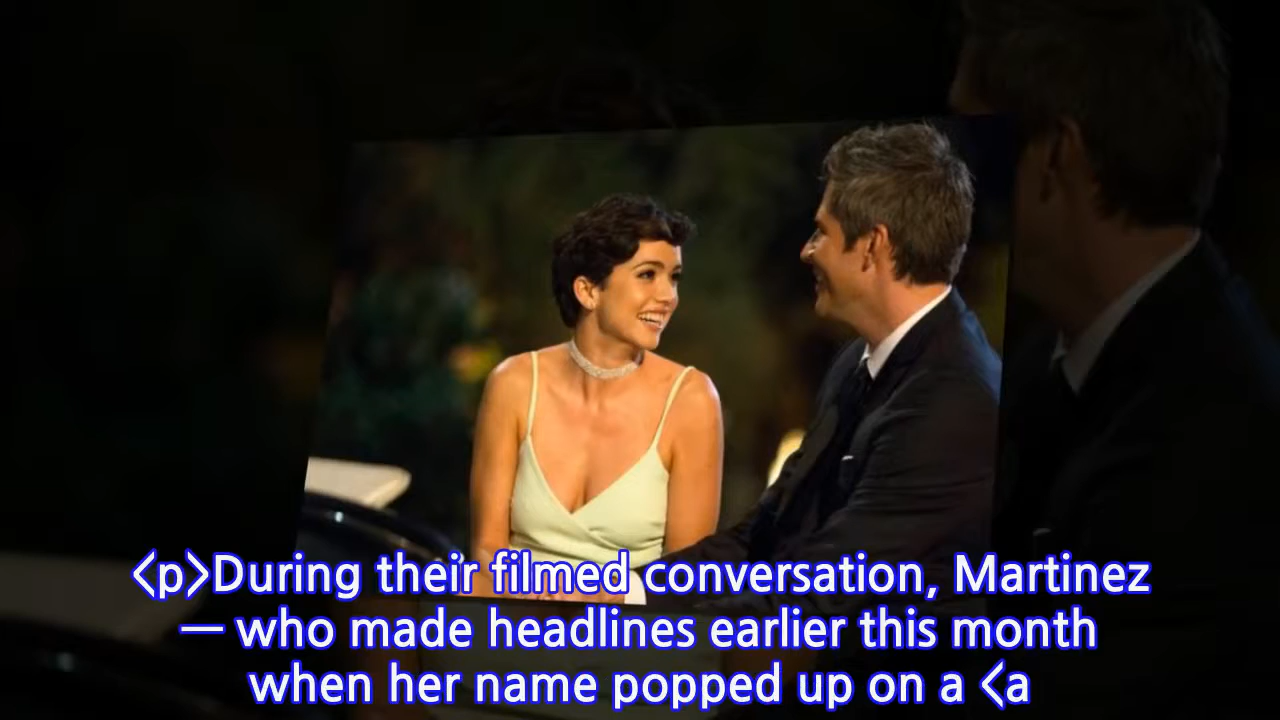 <p>During their filmed conversation, Martinez
— who made headlines earlier this month
when her name popped up on a <a